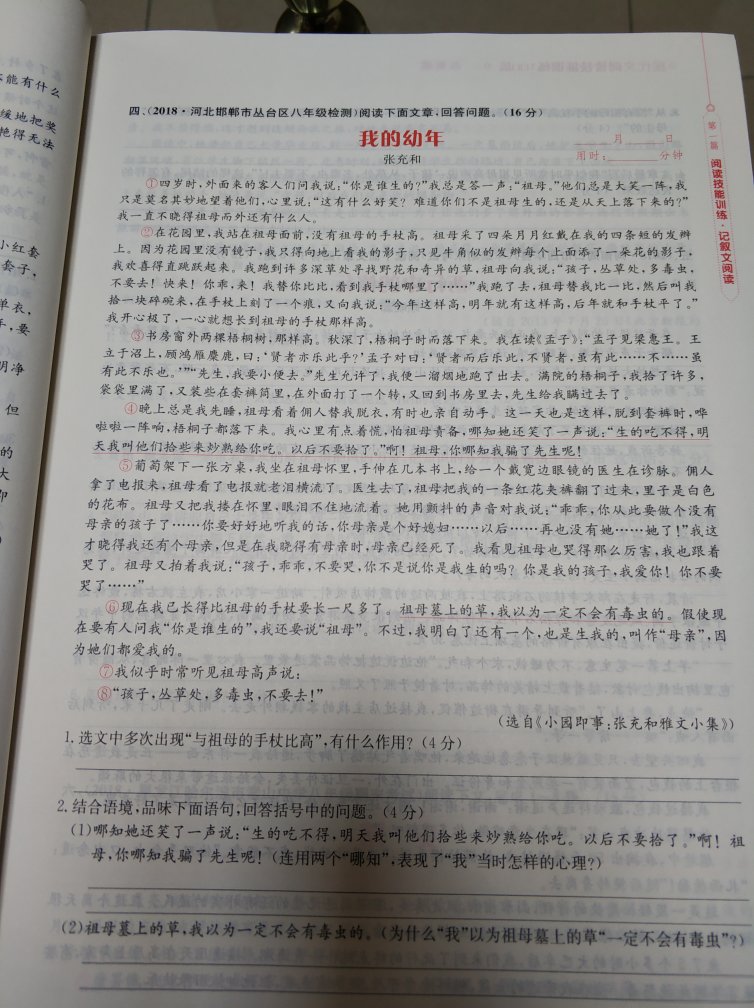 四、(2018·河北邯郸市丛台区八年级检测)阅读下面文章,回答问题。(16分)
我的幼年
张充和
____月____日
用时:______分钟
①四岁时,外面来的客人们问我说:“你是谁生的?”我总是答一声:“祖母。”他们总是大笑一阵,我
只是莫名其妙地望着他们,心里说:“这有什么好笑? 难道你们不是祖母生的,还是从天上落下来的?”
我一直不晓得祖母而外还有什么人。
②在花园里,我站在祖母面前,没有祖母的手杖高。祖母采了四朵月月红戴在我的四条短的发辫
上。因为花园里没有镜子,我只得向地上看我的影子,只见牛角似的发辫每个上面添了一朵花的影子,
我欢喜得直跳跃起来。我跑到许多深草处寻找野花和奇异的草,祖母向我说:“孩子,丛草处,多毒虫,
不要去! 快来! 你乖,来! 我替你比比,看到我手杖哪里了……”我跑了去,祖母替我比一比,然后叫我
拾一块碎碗来,在手杖上刻了一个痕,又向我说:“今年这样高,明年就有这样高,后年就和手杖平了。”
我开心极了,一心就想长到祖母的手杖那样高。
③书房窗外两棵梧桐树,那样高。秋深了,梧桐子时而落下来。我在读《孟子》:“孟子见梁惠王。王
立于沼上,顾鸿雁麋鹿,曰:‘贤者亦乐此乎?’孟子对曰:‘贤者而后乐此,不贤者,虽有此……不……虽
有此不乐也。’”“先生,我要小便去。”先生允许了,我便一溜烟地跑了出去。满院的梧桐子,我拾了许多,
袋袋里满了,又装些在套裤筒里,在外面打了一个转,又回到书房里去,先生给我瞒过去了。
④晚上总是我先睡,祖母看着佣人替我脱衣,有时也亲自动手。这一天也是这样,脱到套裤时,哗
啦啦一阵响,梧桐子都落下来。我心里有点着慌,怕祖母责备,哪知她还笑了一声说:“生的吃不得,明
天我叫他们拾些来炒熟给你吃。以后不要拾了。”啊! 祖母,你哪知我骗了先生呢!
⑤葡萄架下一张方桌,我坐在祖母怀里,手伸在几本书上,给一个戴宽边眼镜的医生在诊脉。佣人
拿了电报来,祖母看了电报就老泪横流了。医生去了,祖母把我的一条红花夹裤翻了过来,里子是白色
的花布。祖母又把我搂在怀里,眼泪不住地流着。她用颤抖的声音对我说:“乖乖,你从此要做个没有
母亲的孩子了……你要好好地听我的话,你母亲是个好媳妇……以后……再也没有她……她了!”我这
才晓得我还有个母亲,但是在我晓得有母亲时,母亲已经死了。我看见祖母也哭得那么厉害,我也跟着
哭了。祖母又拍着我说:“孩子,乖乖,不要哭,你不是说你是我生的吗? 你是我的孩子,我爱你! 你不要
哭了……”
⑥现在我已长得比祖母的手杖要长一尺多了。祖母墓上的草,我以为一定不会有毒虫的。假使现
在要有人问我“你是谁生的”,我还要说“祖母”。不过,我明白了还有一个,也是生我的,叫作“母亲”,因
为她们都爱我的。
⑦我似乎时常听见祖母高声说:
⑧“孩子,丛草处,多毒虫,不要去!”
(选自《小园即事:张充和雅文小集》)
1.选文中多次出现“与祖母的手杖比高”,有什么作用?(4分)
2.结合语境,品味下面语句,回答括号中的问题。(4分)
(1)哪知她还笑了一声说:“生的吃不得,明天我叫他们拾些来炒熟给你吃。以后不要拾了。”啊! 祖
母,你哪知我骗了先生呢!(连用两个“哪知”,表现了“我”当时怎样的心理?)
(2)祖母墓上的草,我以为一定不会有毒虫的。(为什么“我”以为祖母墓上的草“一定不会有毒虫”?)
第一篇 阅读技能训练·记叙文阅读
能有什么
缓地把奖
艳得无法
小红套
套子,
单衣,
年,要
明净
但
的
大